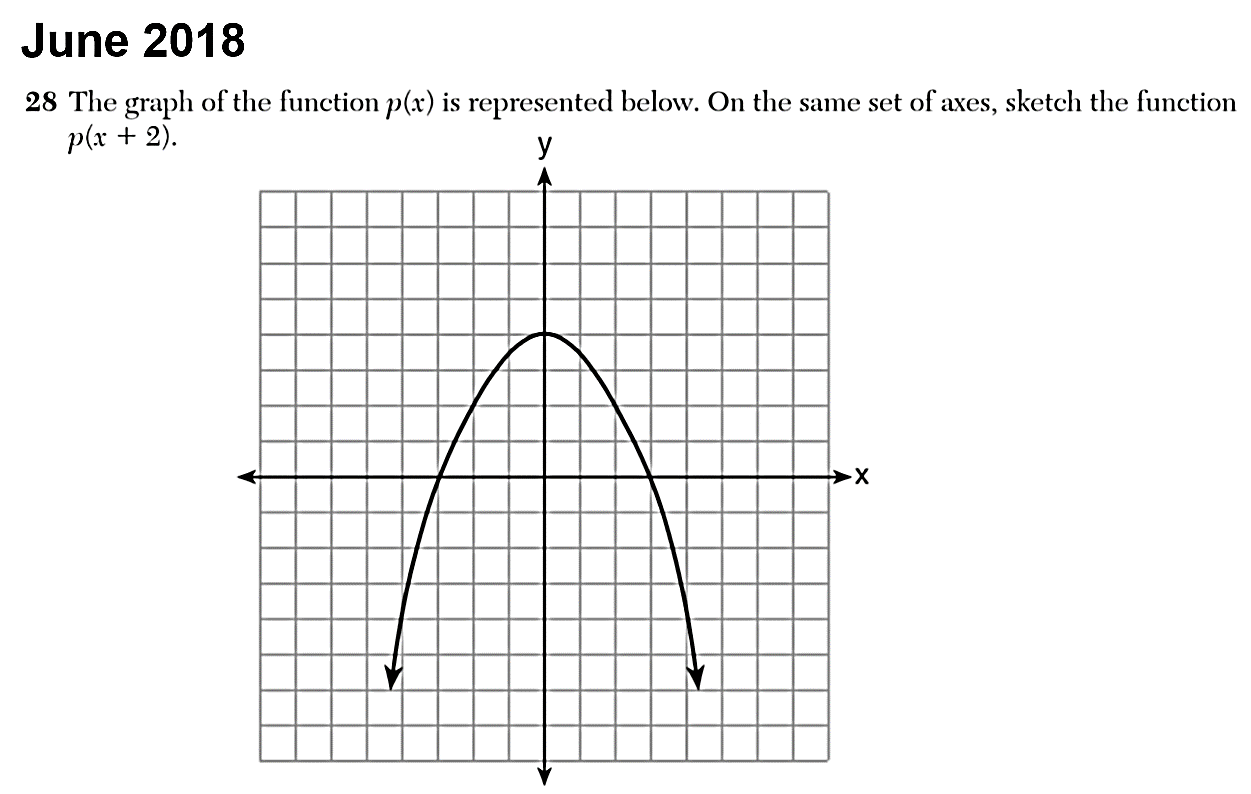 June 2018
28 The graph of the function p(x) is represented below. On the same set of axes, sketch the function
p(x + 2).
y
x